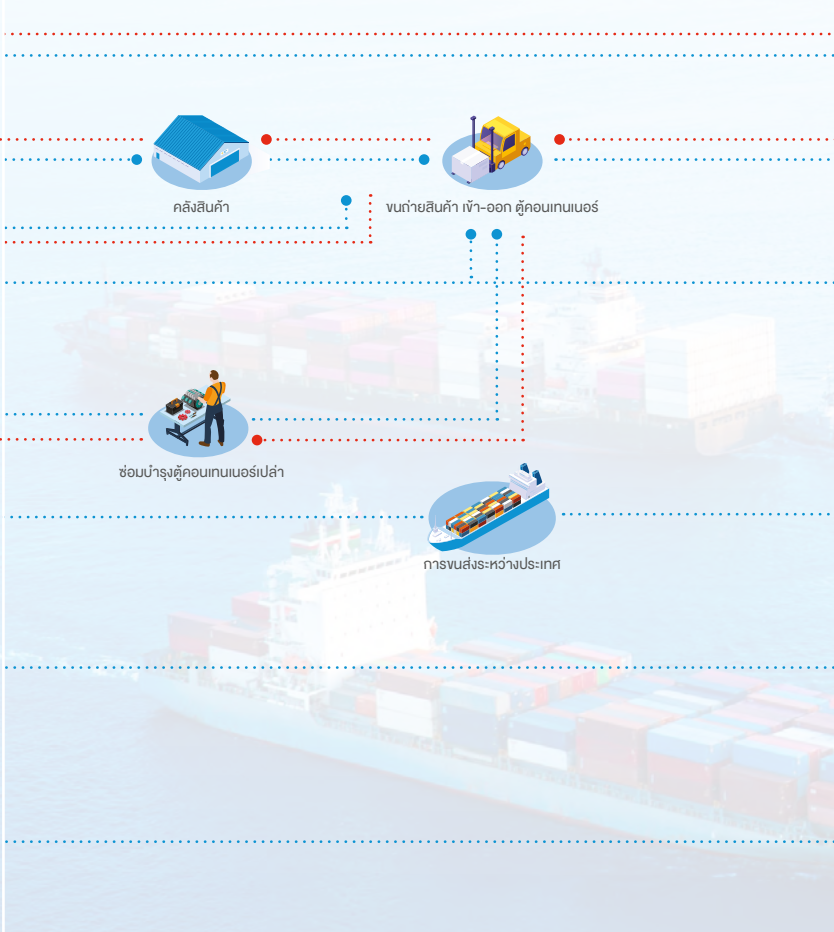 คลังสินค้า
ขนถ่ายสินค้า เข้า-ออก ตู้คอนเทนเนอร์
ซ่อมบำรุงตู้คอนเทนเนอร์เปล่า
การขนส่งระหว่างประเทศ